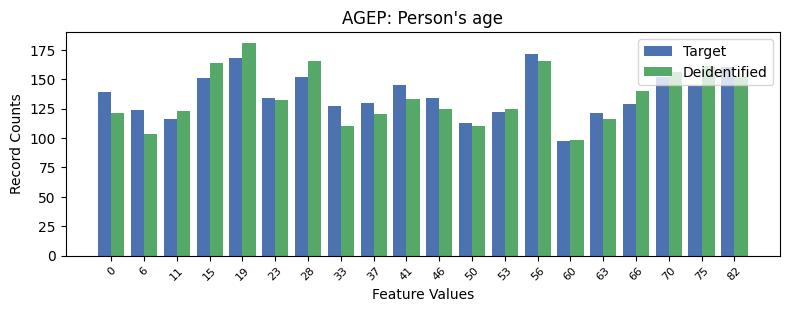 AGEP: Person's age
Target
Deidentified
Record Counts
175
150
125
100
75
50
25
0
0 6 11 15 19 23 28 33 37 41 46 50 53 56 60 63 66 70 75 82
Feature Values